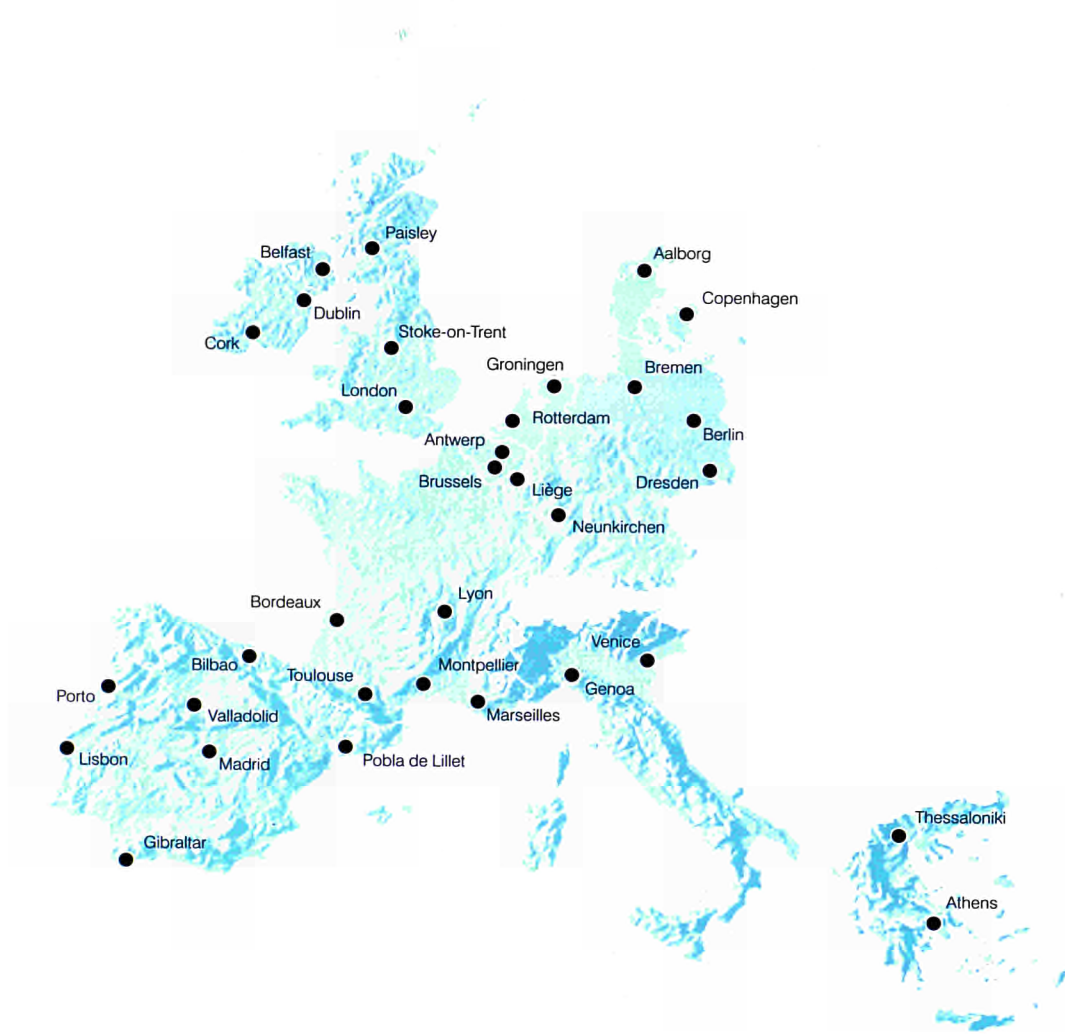 Paisley
Belfast
Aalborg
Copenhagen
Dublin
Stoke-on-Trent
Cork
Groningen
Bremen
London
Rotterdam
Antwerp
Berlin
Brussels
Liège
Dresden
Neunkirchen
Lyon
Bordeaux
Venice
Bilbao
Toulouse
Montpellier
Genoa
Porto
Valladolid
Marseilles
Lisbon
Madrid
Pobla de Lillet
Thessaloniki
Gibraltar
Athens